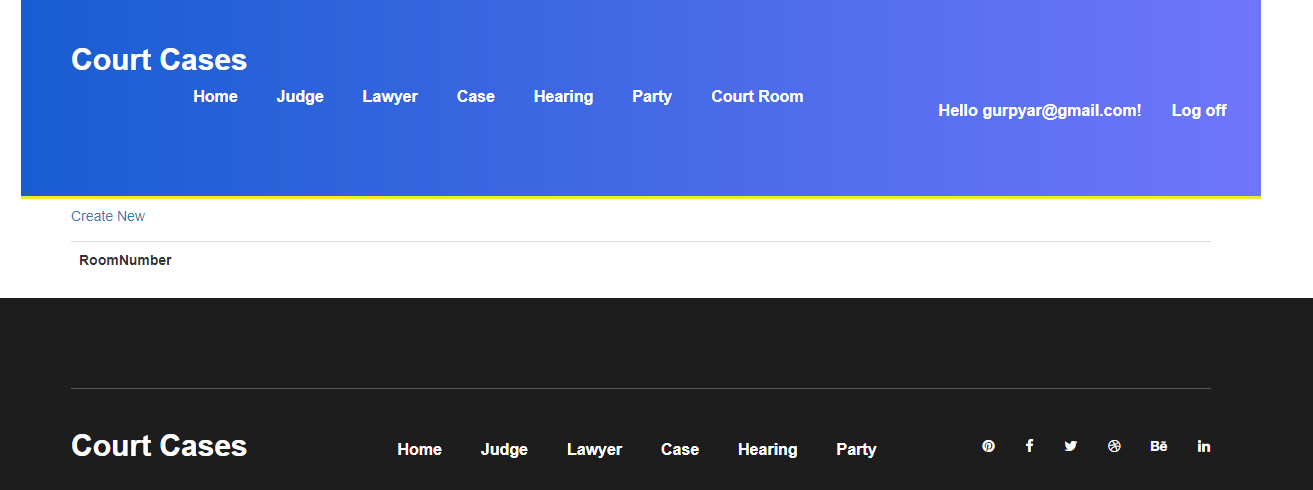 Court Cases
Home Judge Lawyer Case Hearing Party Court Room
Hello gurpyar@gmail.com! Log off
Create New
RoomNumber
Court Cases
Home Judge Lawyer Case Hearing Party
Bē